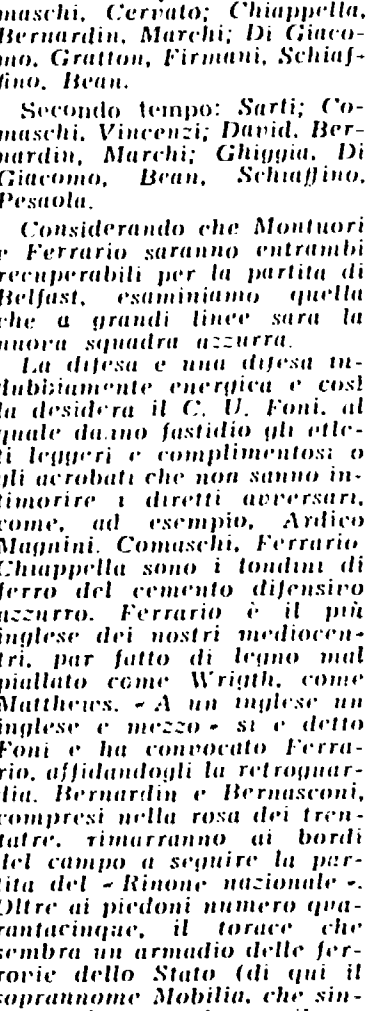 maschi, Cervato; Chiappella,
Bernardin, Marchi; Di Giaco-
mo, Gratton, Firmani, Schiaf-
fino, Bean.
Secondo tempo: Sarti; Co-
maschi, Vincenzi; David, Ber-
nardin, Marchi; Ghiggia, Di
Giacomo, Bean, Schiaffino,
Pesaola.
Considerando che Montuori
e Ferrario saranno entrambi
recuperabili per la partita di
Belfast, esaminiamo quella
che a grandi linee sarà la
nuova squadra azzurra.
La difesa è una difesa in-
dubbiamente energica e così
la desidera il C. U. Foni, al
quale danno fastidio gli atle-
ti leggeri e complimentosi o
gli acrobati che non sanno in-
timorire i diretti avversari,
come, ad esempio, Ardico
Magnini. Comaschi, Ferrario
Chiappella sono i tondini di
ferro del cemento difensivo
azzurro. Ferrario è il più
inglese dei nostri mediocen-
tri, par fatto di legno mal
piallato come Wrigth, come
Matthews. « A un inglese un
inglese e mezzo » si è detto
Foni e ha convocato Ferra-
rio, affidandogli la retroguar-
dia. Bernardin e Bernasconi,
compresi nella rosa dei tren-
tatre, rimarranno ai bordi
del campo a seguire la par-
tita del « Rinone nazionale ».
Oltre ai piedoni numero qua-
rantacinque, il torace che
sembra un armadio delle fer-
rovie dello Stato (di qui il
soprannome Mobilia, che sin-